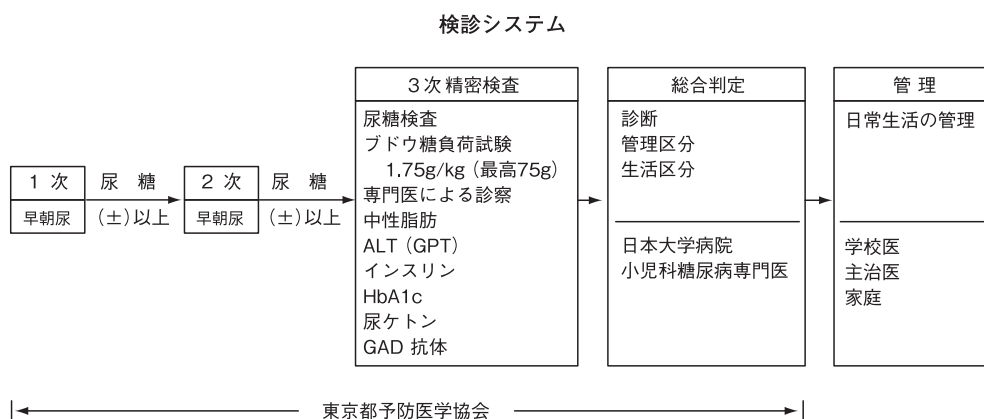 検診システム
1 次
早朝尿
尿 糖
(±)以上
2 次
早朝尿
尿 糖
(±)以上
3次 精密検査
尿糖検査
ブドウ糖負荷試験
1.75g/kg (最高75g)
専門医による診察
中性脂肪
ALT (GPT)
インスリン
HbA1c
尿ケトン
GAD 抗体
総合判定
診断
管理区分
生活区分
日本大学病院
小児科糖尿病専門医
管 理
日常生活の管理
学校医
主治医
家庭
東京都予防医学協会